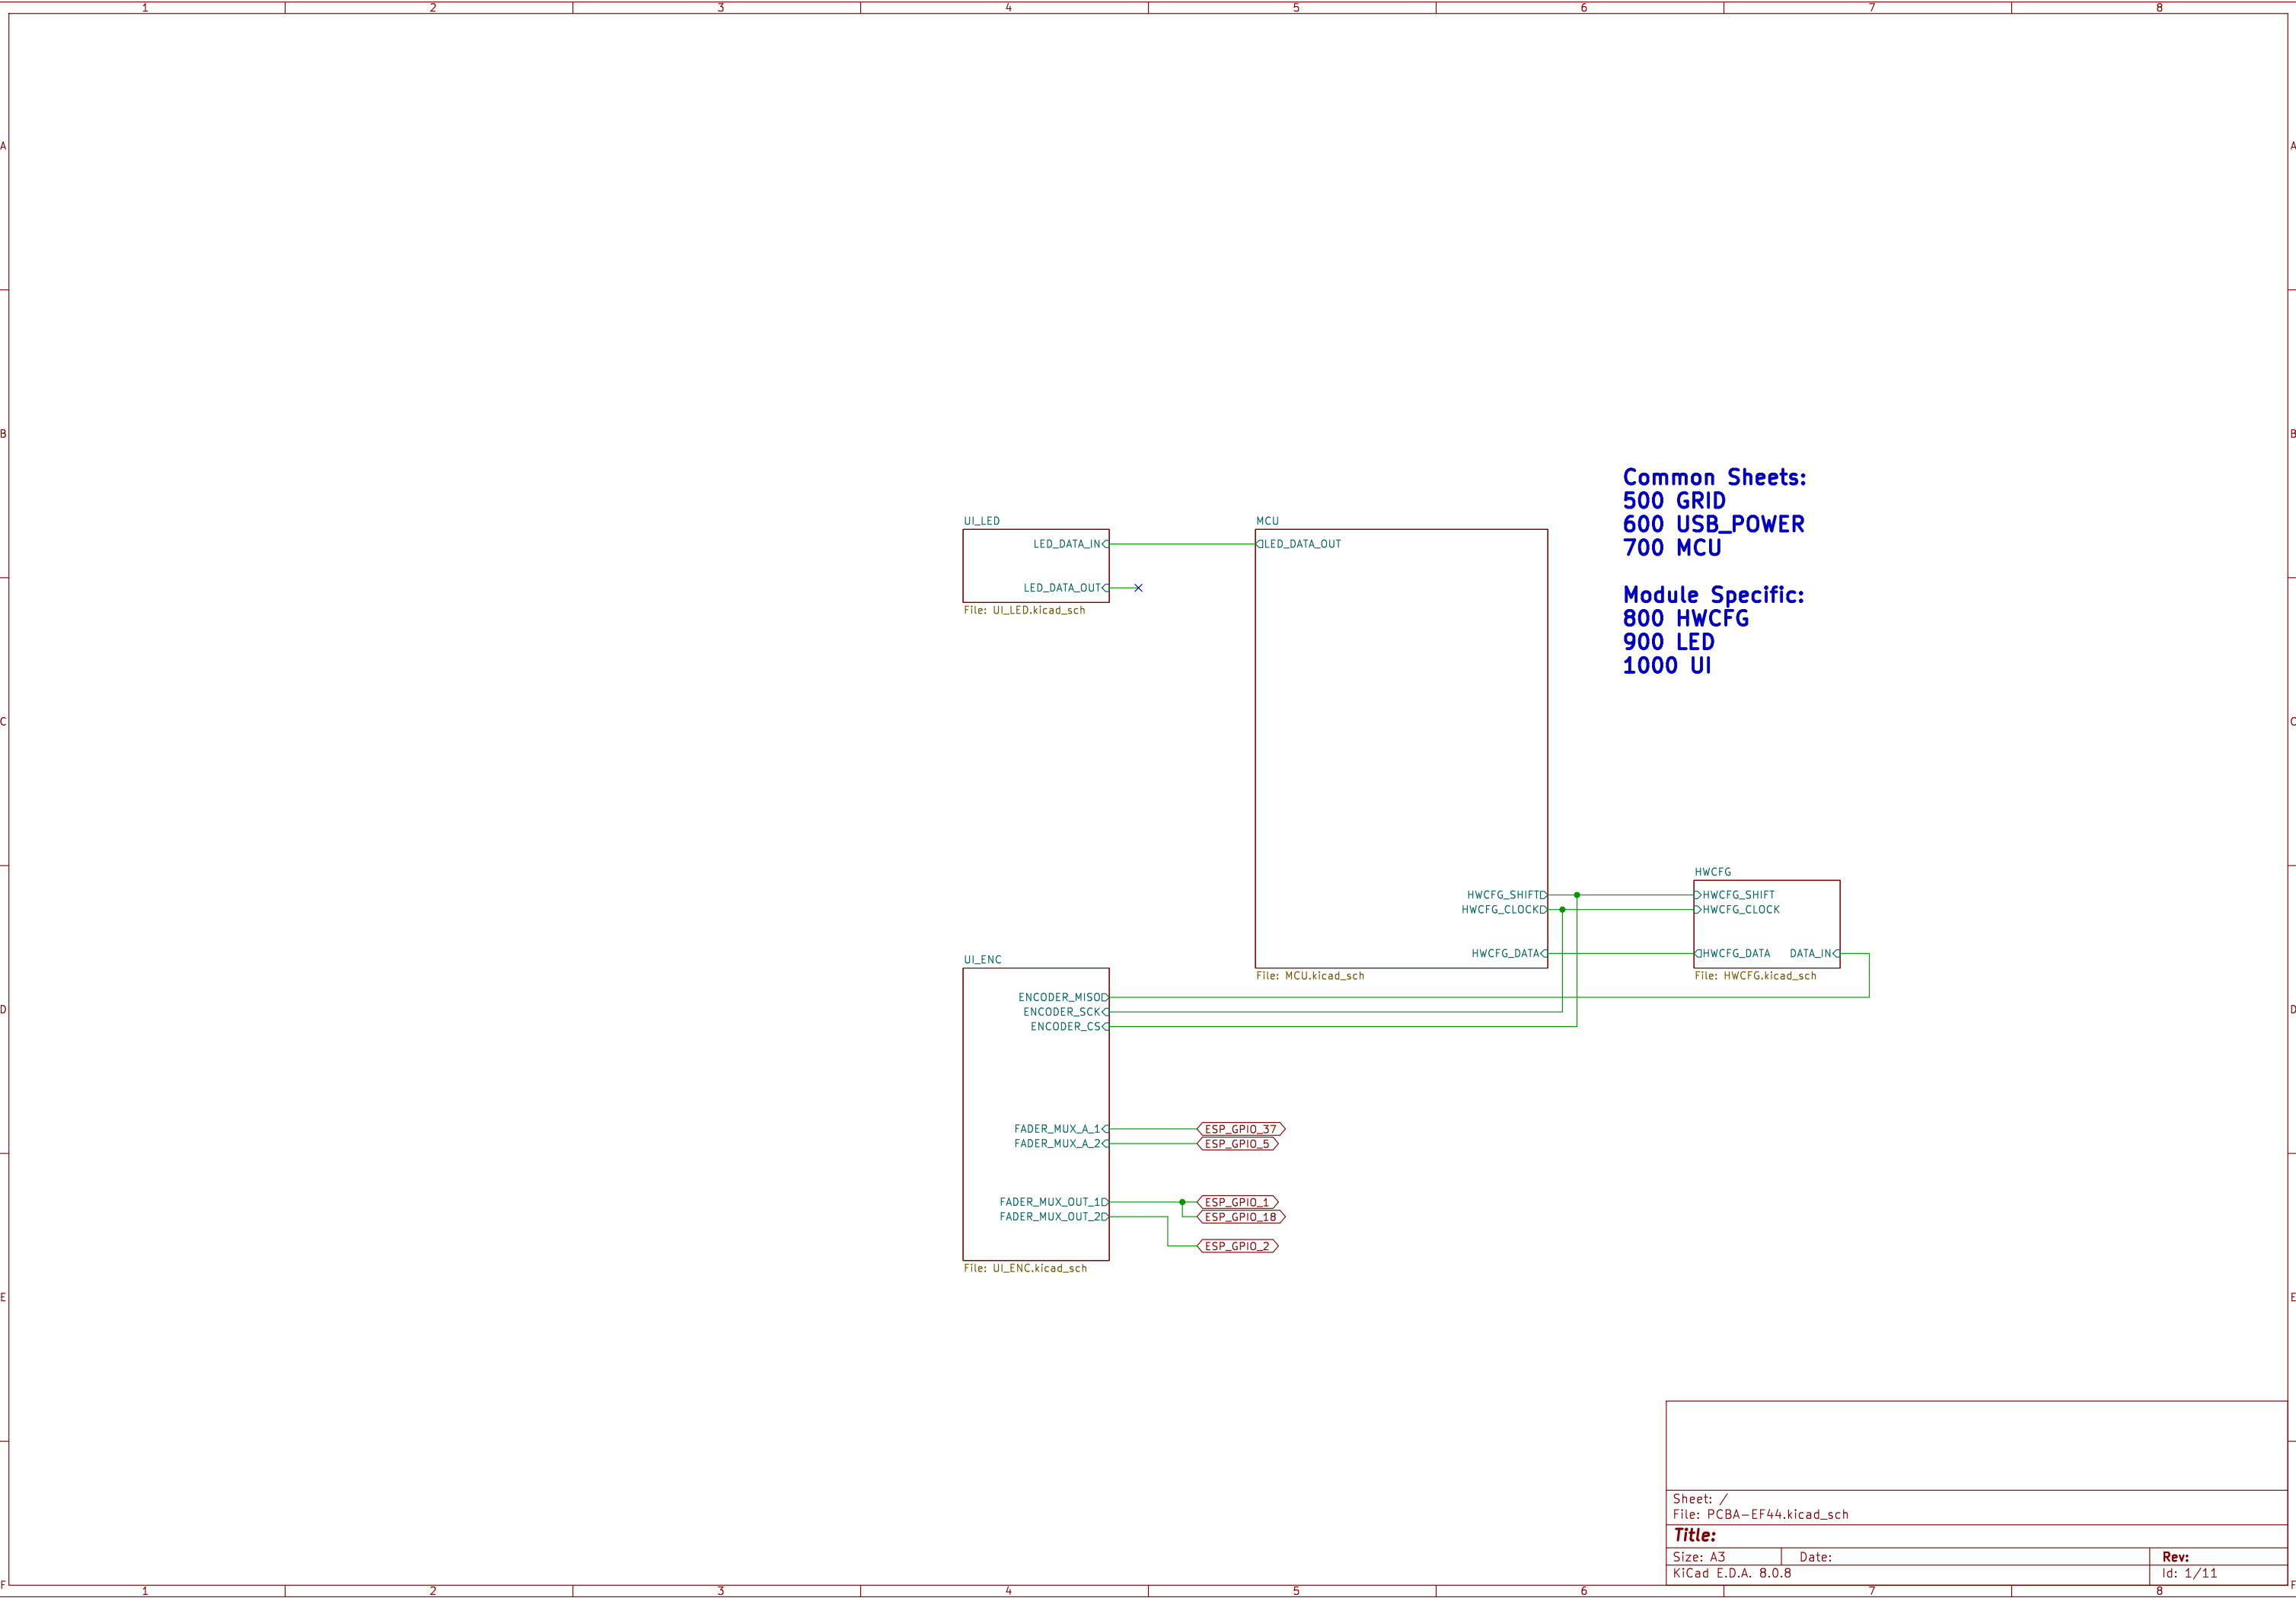 1 2 3 4 5 6 7 8
A A
B B
Common Sheets:
500 GRID
600 USB_POWER
700 MCU
Module Specific:
800 HWCFG
900 LED
1000 UI
UI_LED
LED_DATA_IN
LED_DATA_OUT
File: UI_LED.kicad_sch
MCU
LED_DATA_OUT
HWCFG_SHIFT
HWCFG_CLOCK
HWCFG_DATA
File: MCU.kicad_sch
C C
HWCFG
HWCFG_SHIFT
HWCFG_CLOCK
HWCFG_DATA DATA_IN
File: HWCFG.kicad_sch
UI_ENC
ENCODER_MISO
ENCODER_SCK
ENCODER_CS
D D
FADER_MUX_A_1 ESP_GPIO_37
FADER_MUX_A_2 ESP_GPIO_5
FADER_MUX_OUT_1 ESP_GPIO_1
FADER_MUX_OUT_2 ESP_GPIO_18
ESP_GPIO_2
File: UI_ENC.kicad_sch
E E
Sheet: /
File: PCBA-EF44.kicad_sch
Title:
Size: A3 Date: Rev:
KiCad E.D.A. 8.0.8 Id: 1/11
F F
1 2 3 4 5 6 7 8